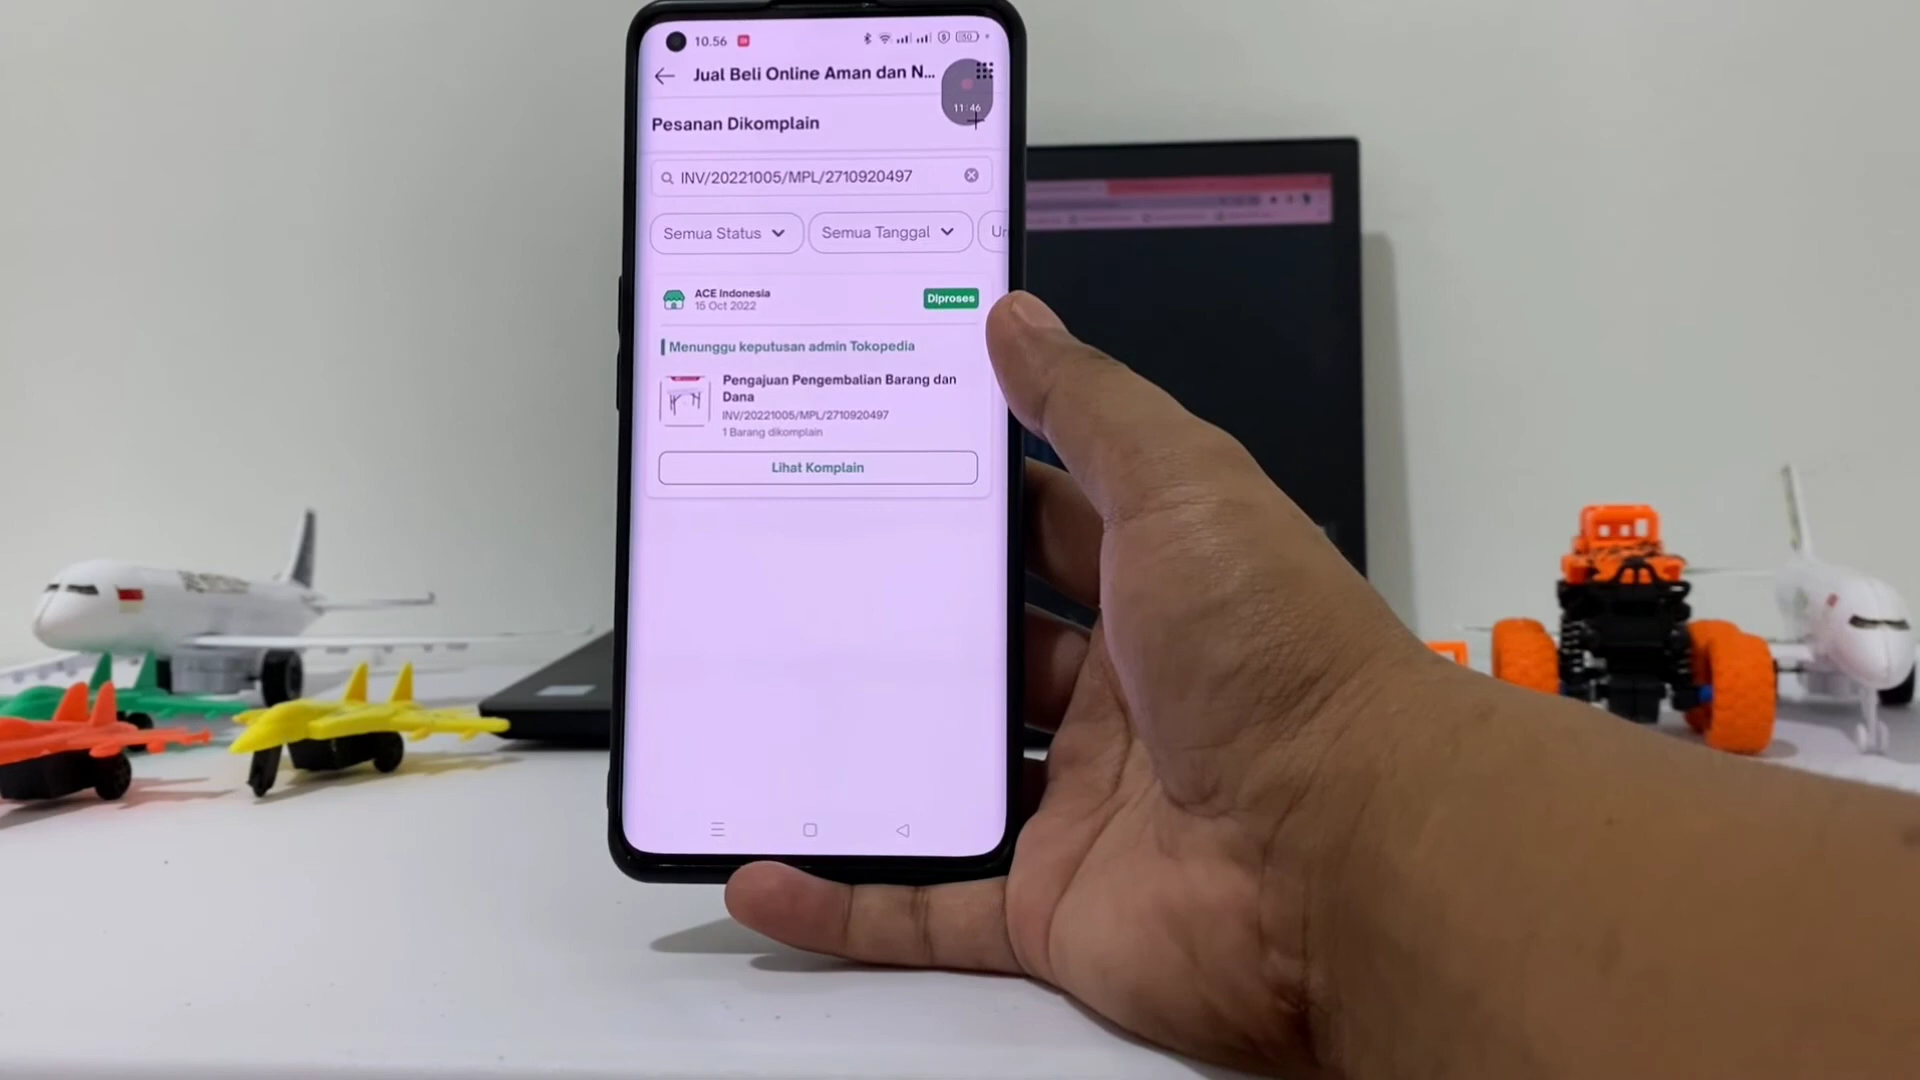 10.56
Jual Beli Online Aman dan N...
11:46
Pesanan Dikomplain
INV/20221005/MPL/2710920497
Semua Status
Semua Tanggal
Ur
ACE Indonesia
15 Oct 2022
Diproses
Menunggu keputusan admin Tokopedia
Pengajuan Pengembalian Barang dan
Dana
INV/20221005/MPL/2710920497
1 Barang dikomplain
Lihat Komplain